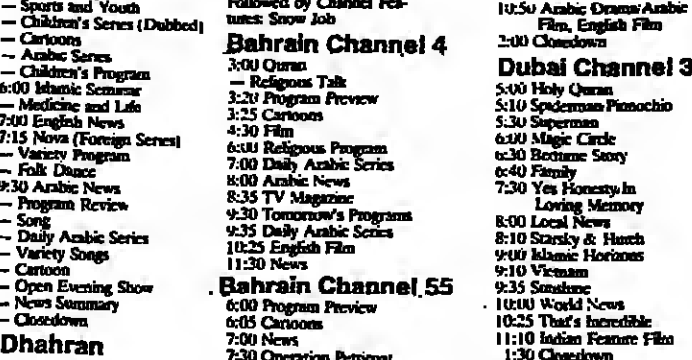 — Sports and Youth
— Children's Series (Dubbed)
— Cartoons
— Arabic Series
— Children's Program
6:00 Islamic Seminar
— Medicine and Life
7:00 English News
7:15 Nova (Foreign Series)
— Variety Program
— Folk Dance
9:30 Arabic News
— Program Review
— Song
— Daily Arabic Series
— Variety Songs
— Cartoon
— Open Evening Show
— News Summary
— Closedown
Dhahran
Followed by Channel Fea-
tures: Snow Job
Bahrain Channel 4
3:00 Quran
— Religious Talk
3:20 Program Preview
3:25 Cartoons
4:30 Film
6:00 Religious Program
7:00 Daily Arabic Series
8:00 Arabic News
8:35 TV Magazine
9:30 Tomorrow's Programs
9:35 Daily Arabic Series
10:25 English Film
11:30 News
Bahrain Channel 55
6:00 Program Preview
6:05 Cartoons
7:00 News
7:30 Operation Petticoat
10:50 Arabic Drama/Arabic
Film, English Film
2:00 Closedown
Dubai Channel 3
5:00 Holy Quran
5:10 Spiderman-Pinnochio
5:30 Superman
6:00 Magic Circle
6:30 Bedtime Story
6:40 Family
7:30 Yes Honesty, In
Loving Memory
8:00 Local News
8:10 Starsky & Hutch
9:00 Islamic Horizons
9:10 Vietnam
9:35 Sunshine
10:00 World News
10:25 That's Incredible
11:10 Indian Feature Film
1:30 Closedown